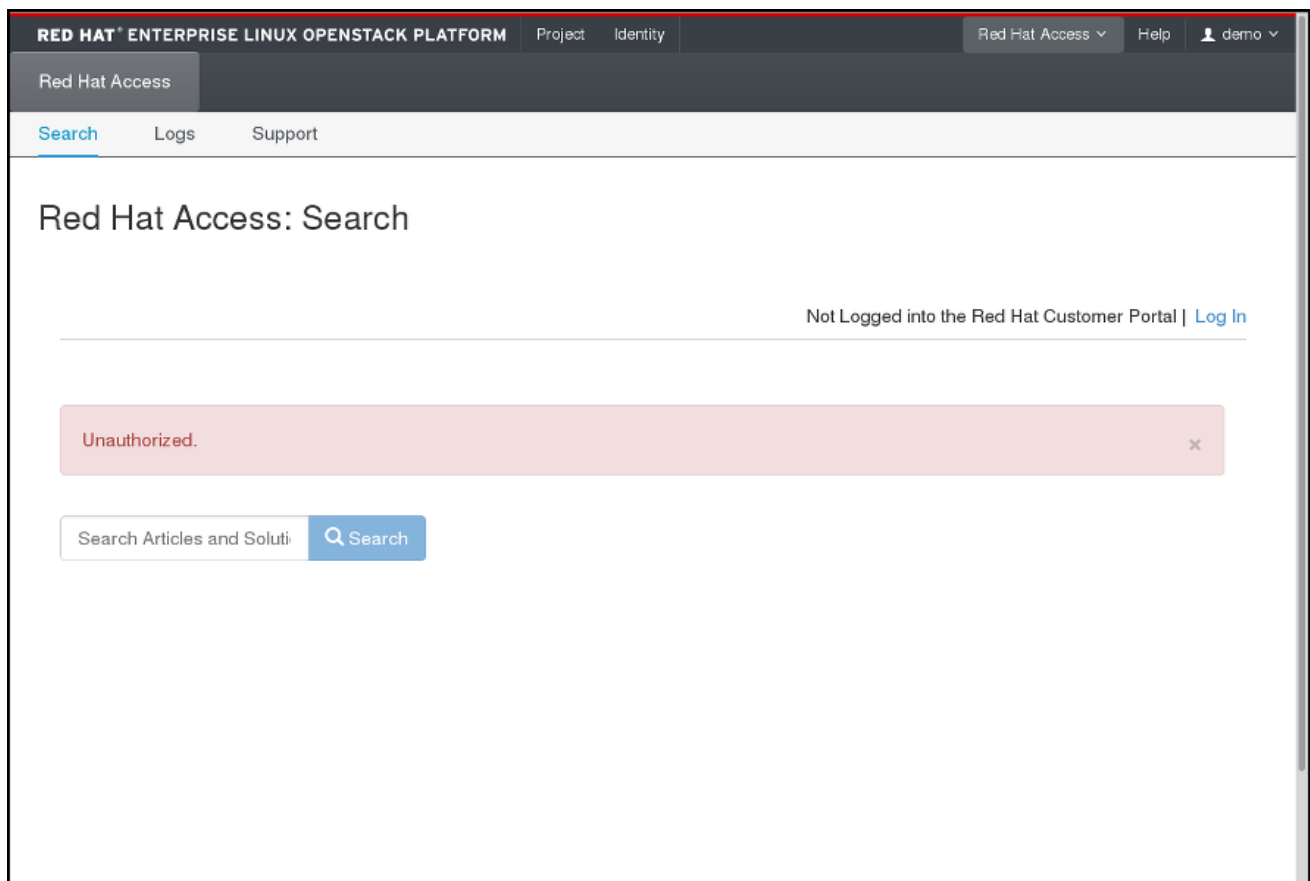 RED HAT® ENTERPRISE LINUX OPENSTACK PLATFORM Project Identity Red Hat Access Help demo
Red Hat Access
Search Logs Support
Red Hat Access: Search
Not Logged into the Red Hat Customer Portal | Log In
Unauthorized. ×
Search Articles and Soluti Search